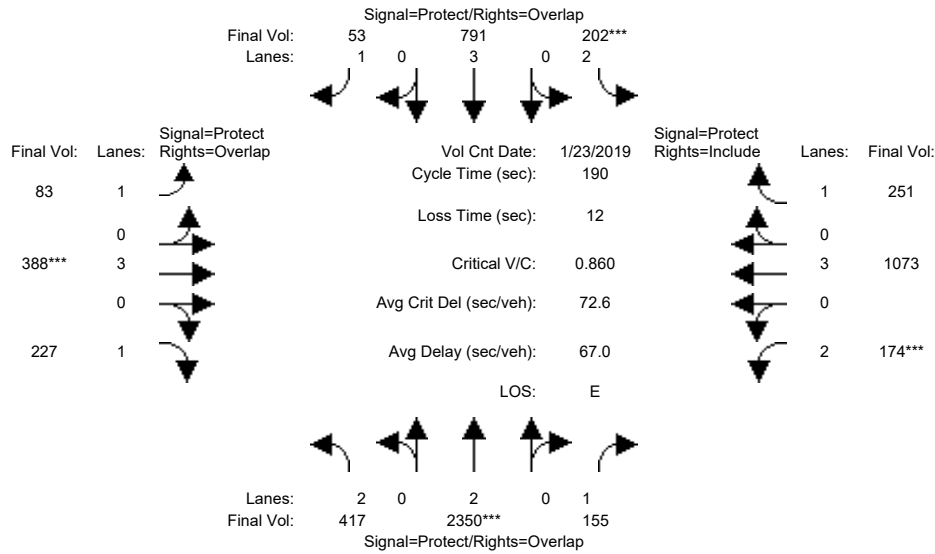 Signal=Protect/Rights=Overlap
Final Vol: 53 791 202***
Lanes: 1 0 3 0 2
Signal=Protect
Rights=Overlap
Final Vol: Lanes:
Vol Cnt Date: 1/23/2019
Signal=Protect
Rights=Include
Lanes: Final Vol:
Cycle Time (sec): 190
83 1
1 251
Loss Time (sec): 12
0
0
388*** 3
Critical V/C: 0.860
3 1073
0
Avg Crit Del (sec/veh): 72.6
0
227 1
Avg Delay (sec/veh): 67.0
2 174***
LOS: E
Lanes: 2 0 2 0 1
Final Vol: 417 2350*** 155
Signal=Protect/Rights=Overlap